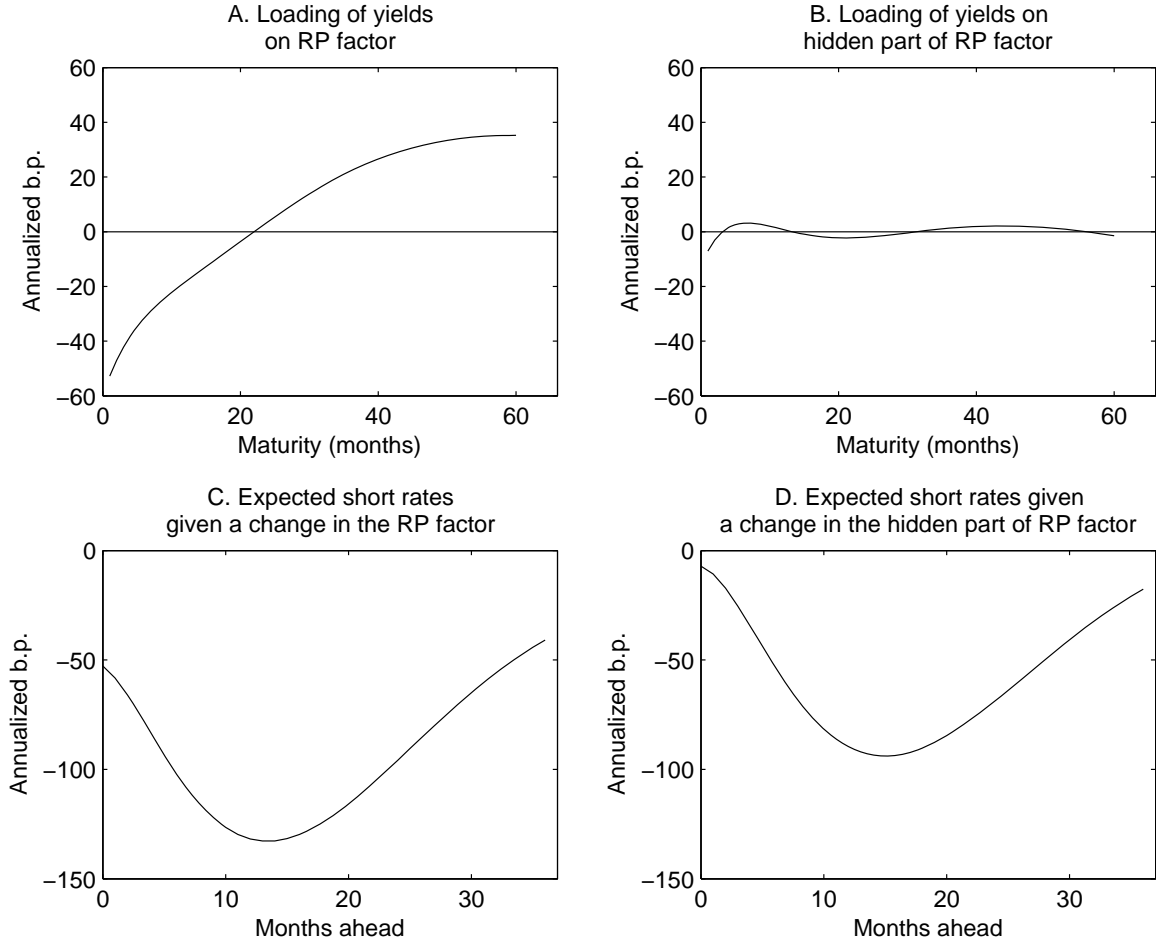 A. Loading of yields
on RP factor
60
40
20
0
−20
−40
−60
Annualized b.p.
0 20 40 60
Maturity (months)
B. Loading of yields on
hidden part of RP factor
60
40
20
0
−20
−40
−60
Annualized b.p.
0 20 40 60
Maturity (months)
C. Expected short rates
given a change in the RP factor
0
−50
−100
−150
Annualized b.p.
0 10 20 30
Months ahead
D. Expected short rates given
a change in the hidden part of RP factor
0
−50
−100
−150
Annualized b.p.
0 10 20 30
Months ahead